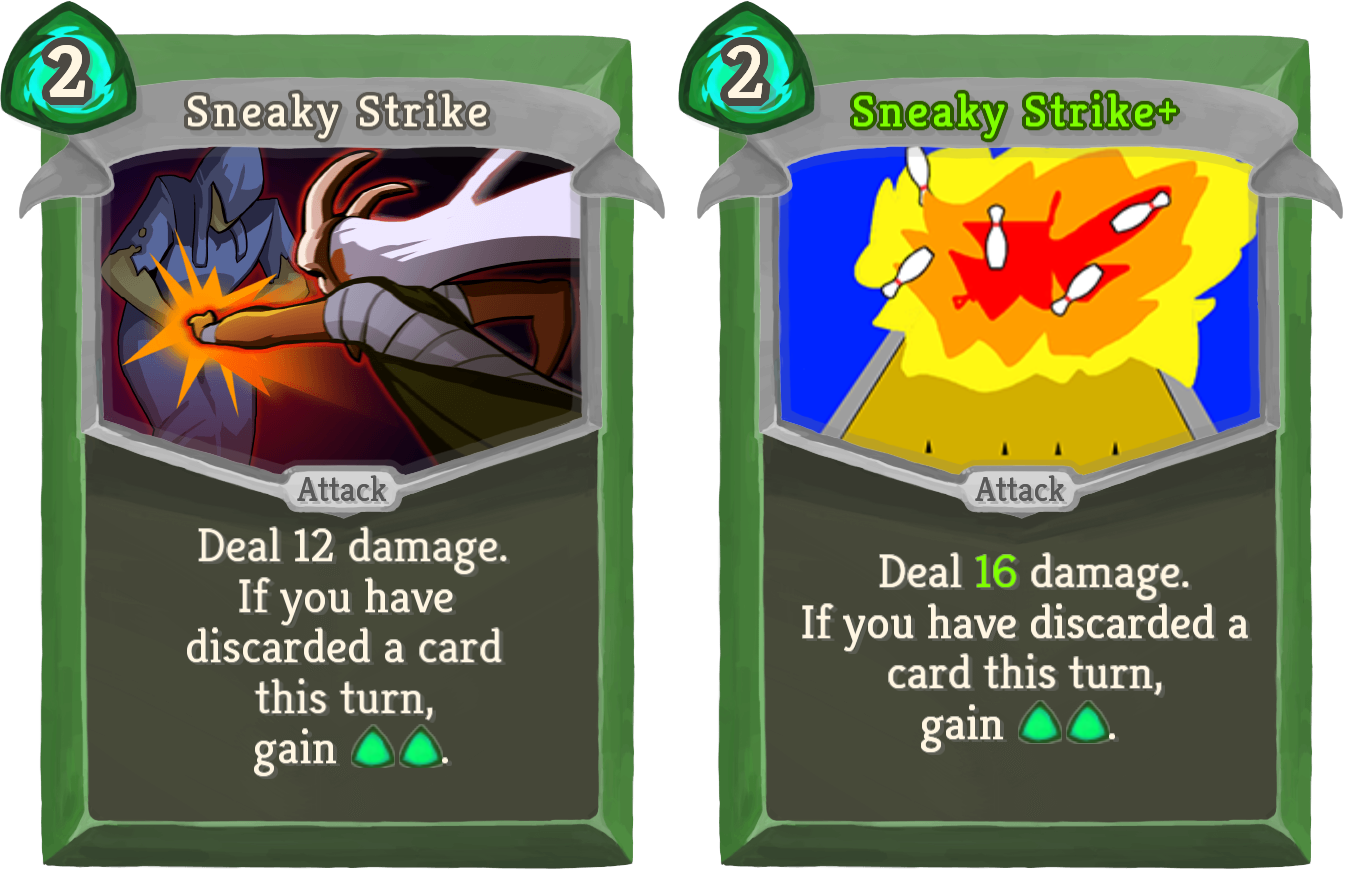 2
Sneaky Strike
Attack
Deal 12 damage.
If you have
discarded a card
this turn,
gain .
2
Sneaky Strike+
Attack
Deal 16 damage.
If you have discarded a
card this turn,
gain .